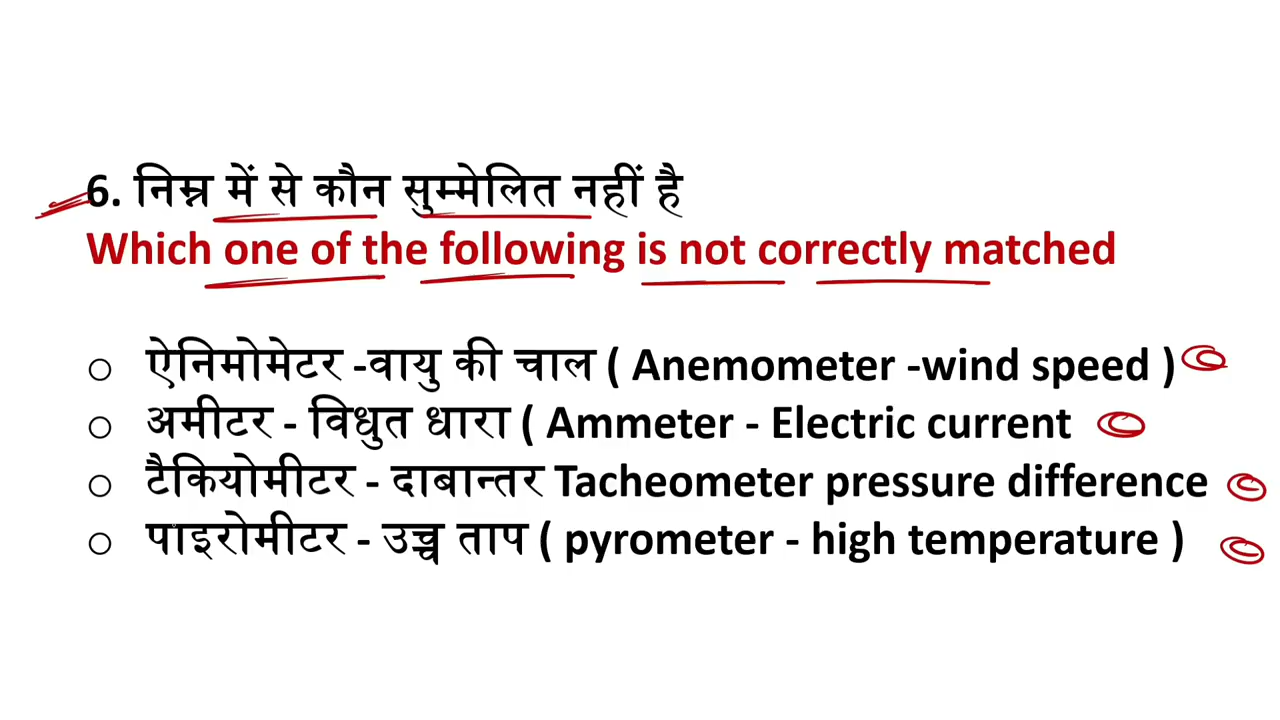 6. निम्न में से कौन सुम्मेलित नहीं है
Which one of the following is not correctly matched
○ ऐनिमोमेटर -वायु की चाल ( Anemometer -wind speed )
○ अमीटर - विधुत धारा ( Ammeter - Electric current
○ टैकियोमीटर - दाबान्तर Tacheometer pressure difference
○ पाइरोमीटर - उच्च ताप ( pyrometer - high temperature )